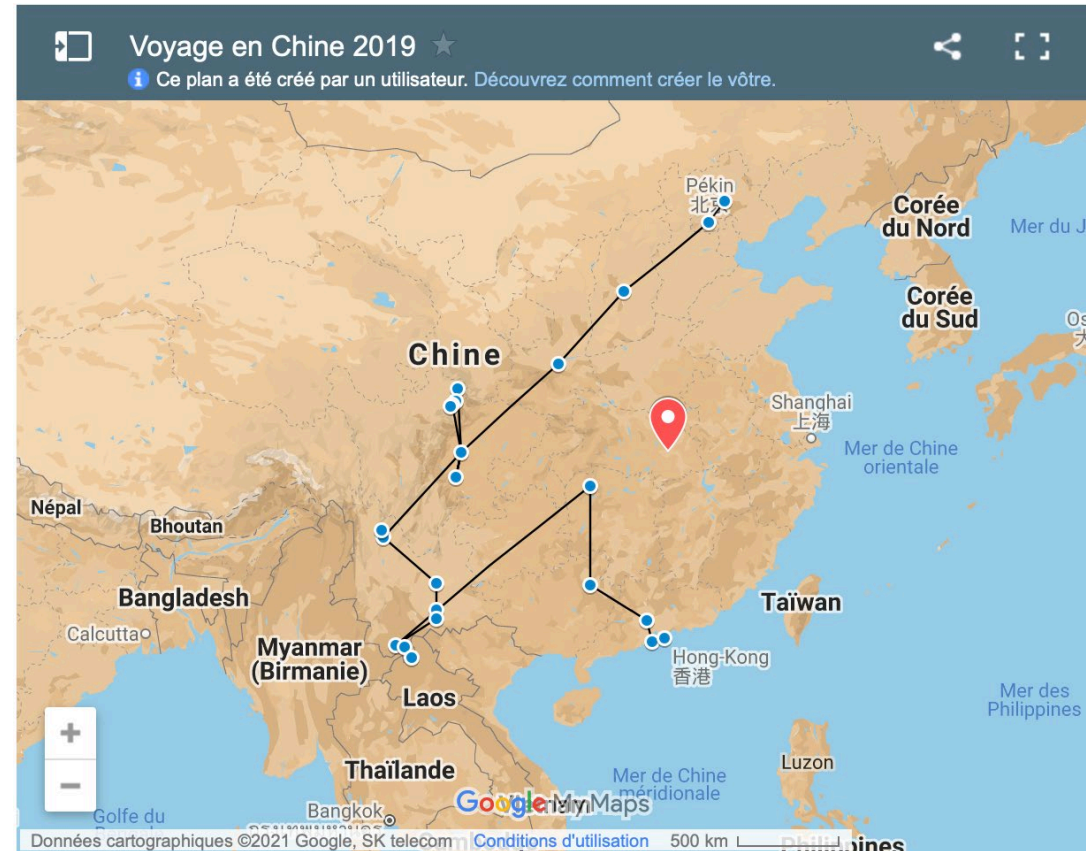 Voyage en Chine 2019
Ce plan a été créé par un utilisateur. Découvrez comment créer le vôtre.
Pékin
北京
Corée
du Nord
Mer du J
Corée
du Sud
Os
大
Chine
Shanghai
上海
Mer de Chine
orientale
Népal
Bhoutan
Bangladesh
Taïwan
Calcutta
Myanmar
(Birmanie)
Hong-Kong
香港
Laos
Mer des
Philippines
+
−
Luzon
Thaïlande
Mer de Chine
méridionale
Google My Maps
Bangkok
Golfe du
Données cartographiques ©2021 Google, SK telecom
Conditions d'utilisation
500 km
Philippines